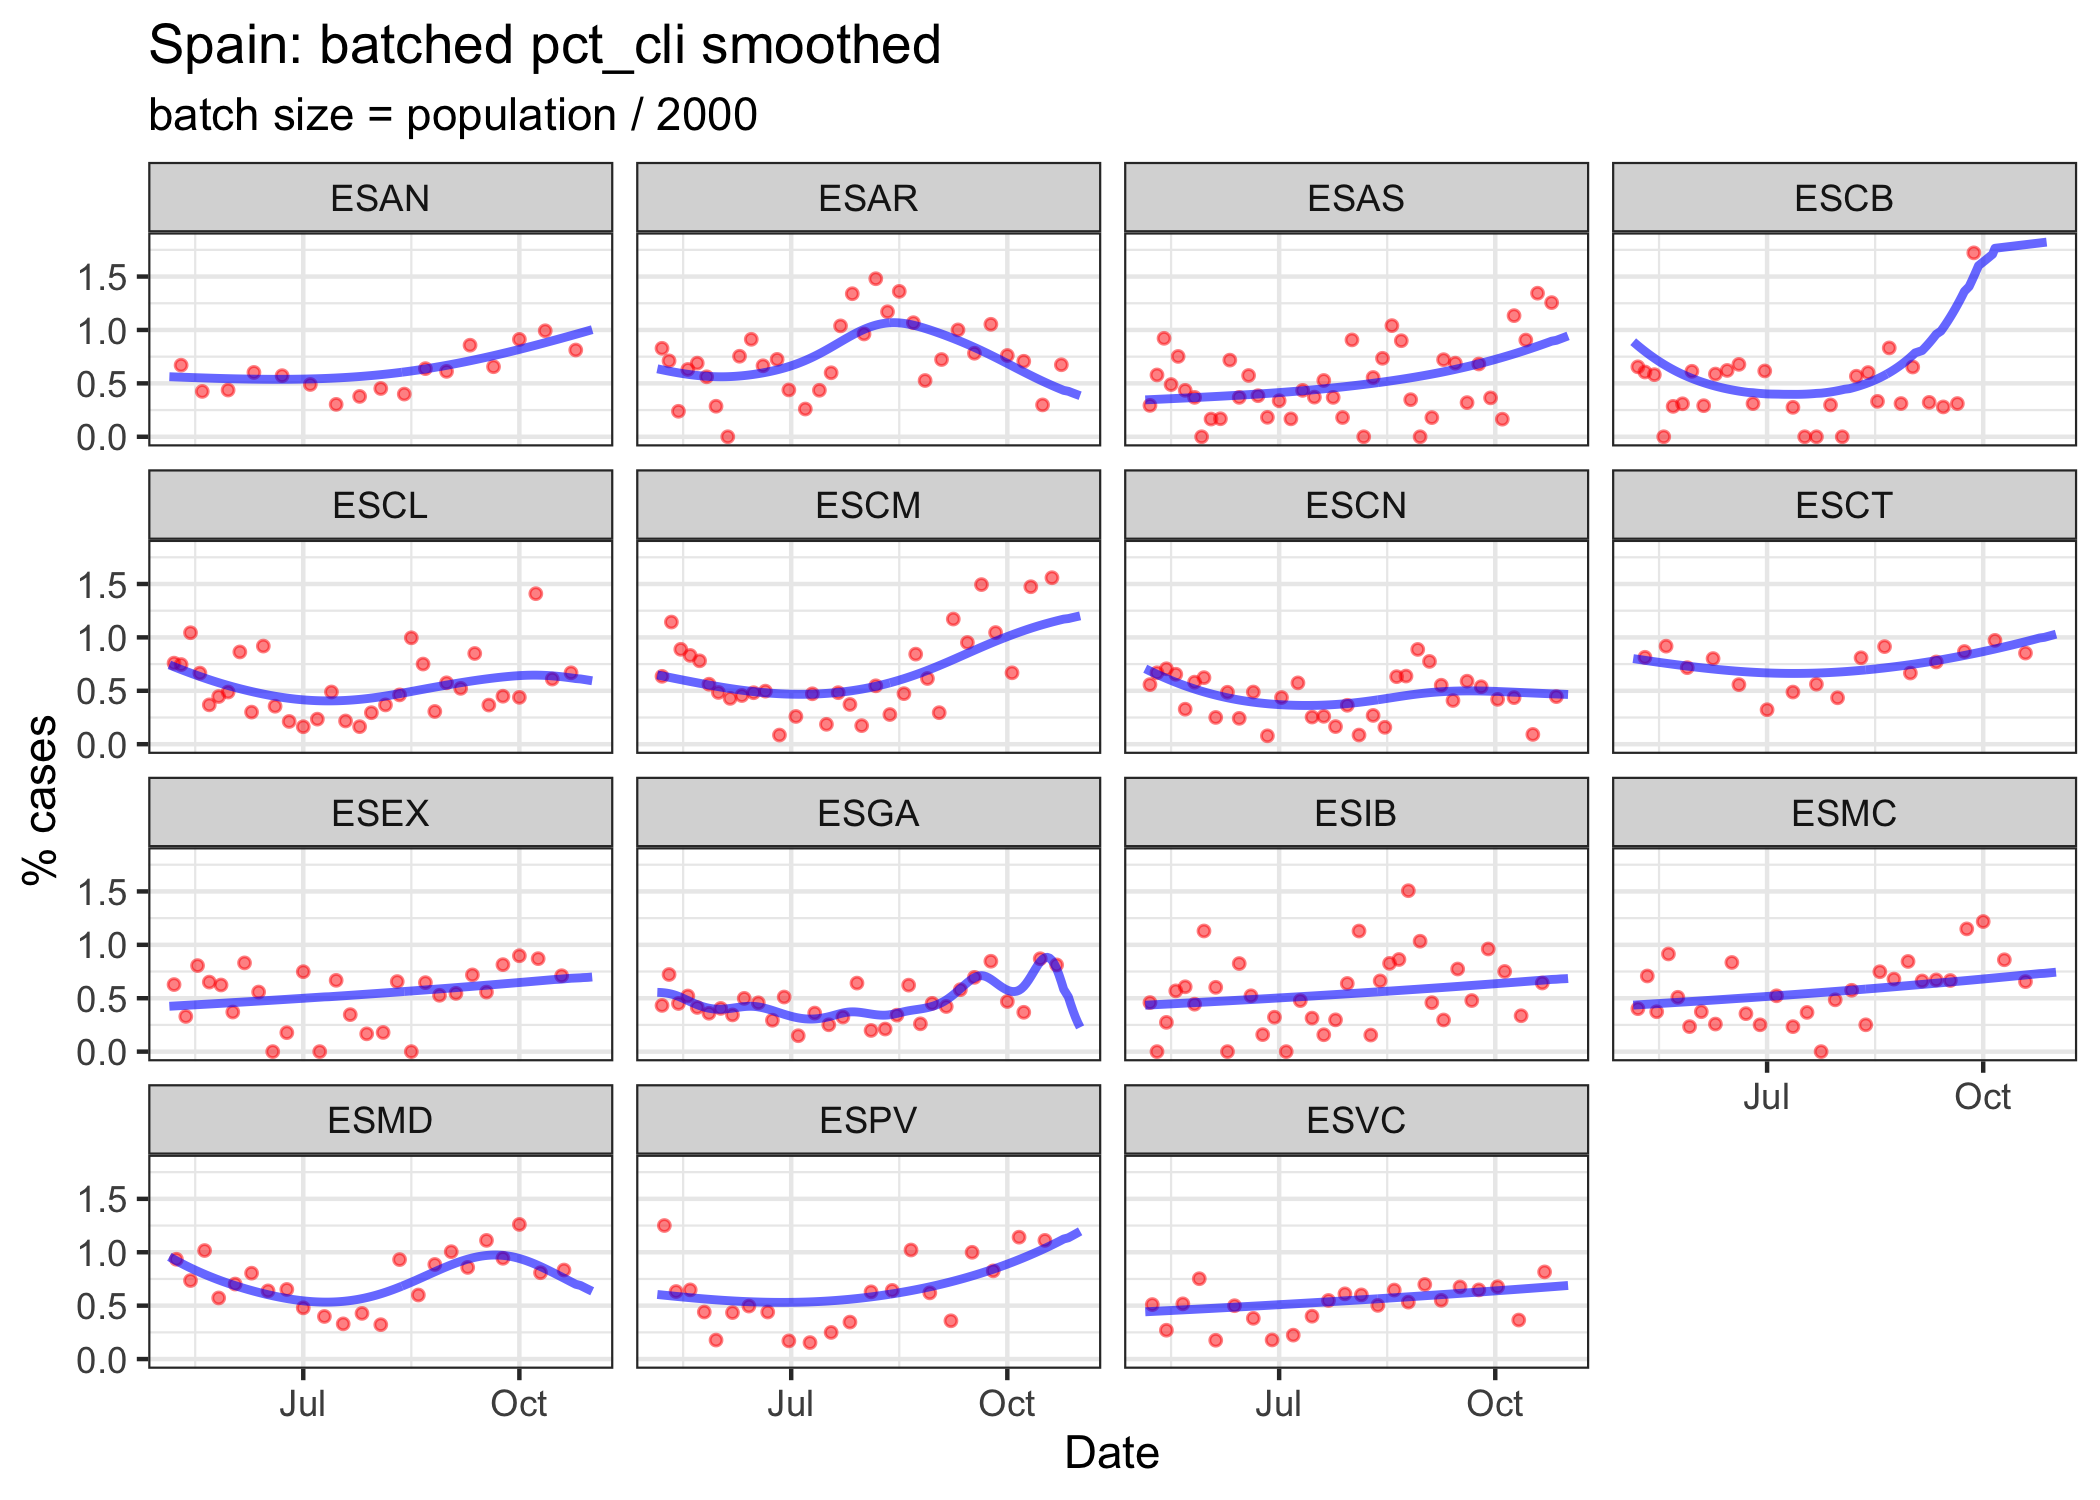 Spain: batched pct_cli smoothed
batch size = population / 2000
ESAN ESAR ESAS ESCB
1.5
1.0
0.5
0.0
ESCL ESCM ESCN ESCT
1.5
1.0
0.5
0.0
ESEX ESGA ESIB ESMC
1.5
1.0
0.5
0.0
Jul Oct
ESMD ESPV ESVC
1.5
1.0
0.5
0.0
Jul Oct Jul Oct Jul Oct
Date
% cases